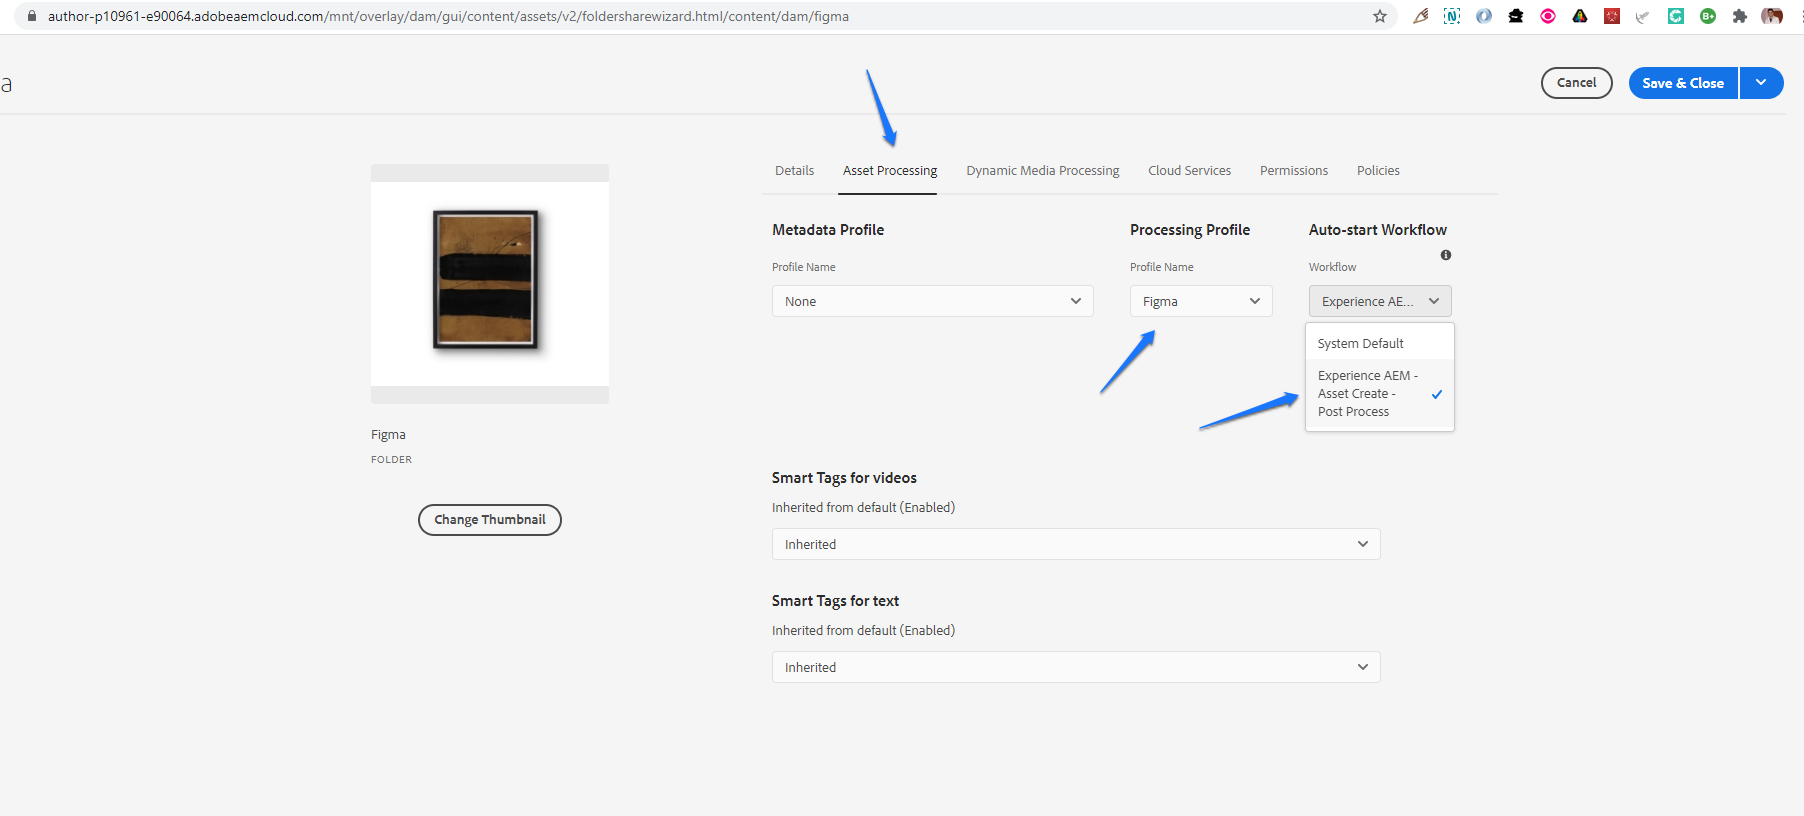 author-p10961-e90064.adobeaemcloud.com/mnt/overlay/dam/gui/content/assets/v2/foldersharewizard.html/content/dam/figma
a
Cancel
Save & Close
Details
Asset Processing
Dynamic Media Processing
Cloud Services
Permissions
Policies
Metadata Profile
Processing Profile
Auto-start Workflow
Profile Name
Profile Name
Workflow
None
Figma
Experience AE...
System Default
Experience AEM -
Asset Create -
Post Process
Figma
FOLDER
Change Thumbnail
Smart Tags for videos
Inherited from default (Enabled)
Inherited
Smart Tags for text
Inherited from default (Enabled)
Inherited